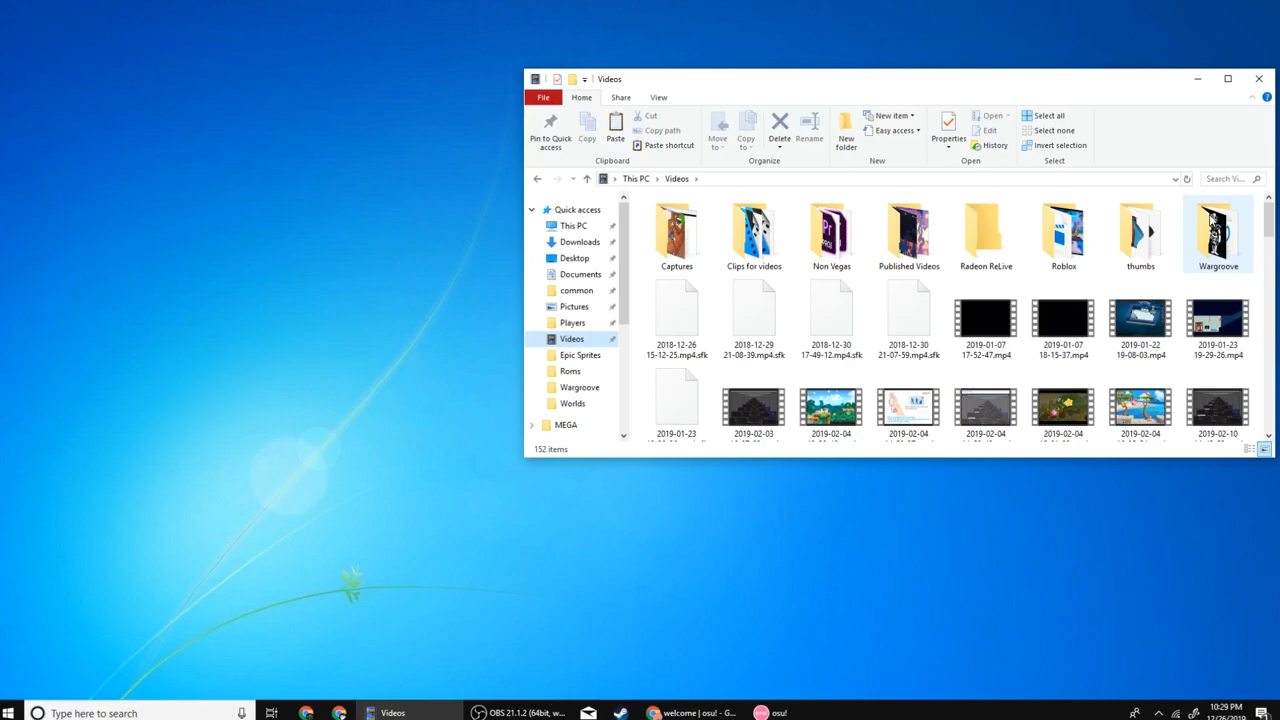 Videos
File Home Share View
Pin to Quick access
Copy
Paste
Cut
Copy path
Paste shortcut
Clipboard
Move to
Copy to
Delete
Rename
Organize
New folder
New item
Easy access
New
Properties
Open
Edit
History
Open
Select all
Select none
Invert selection
Select
This PC > Videos >
Search Vi...
Quick access
This PC
Downloads
Desktop
Documents
common
Pictures
Players
Videos
Epic Sprites
Roms
Wargroove
Worlds
MEGA
Captures
Clips for videos
Non Vegas
Published Videos
Radeon ReLive
Roblox
thumbs
Wargroove
2018-12-26
15-12-25.mp4.sfk
2018-12-29
21-08-39.mp4.sfk
2018-12-30
17-49-12.mp4.sfk
2018-12-30
21-07-59.mp4.sfk
2019-01-07
17-52-47.mp4
2019-01-07
18-15-37.mp4
2019-01-22
19-08-03.mp4
2019-01-23
19-29-26.mp4
2019-01-23
2019-02-03
2019-02-04
2019-02-04
2019-02-04
2019-02-04
2019-02-04
2019-02-10
152 items
Type here to search
Videos
OBS 21.1.2 (64bit, w...
welcome | osu! - G...
osu!
10:29 PM
12/26/2019